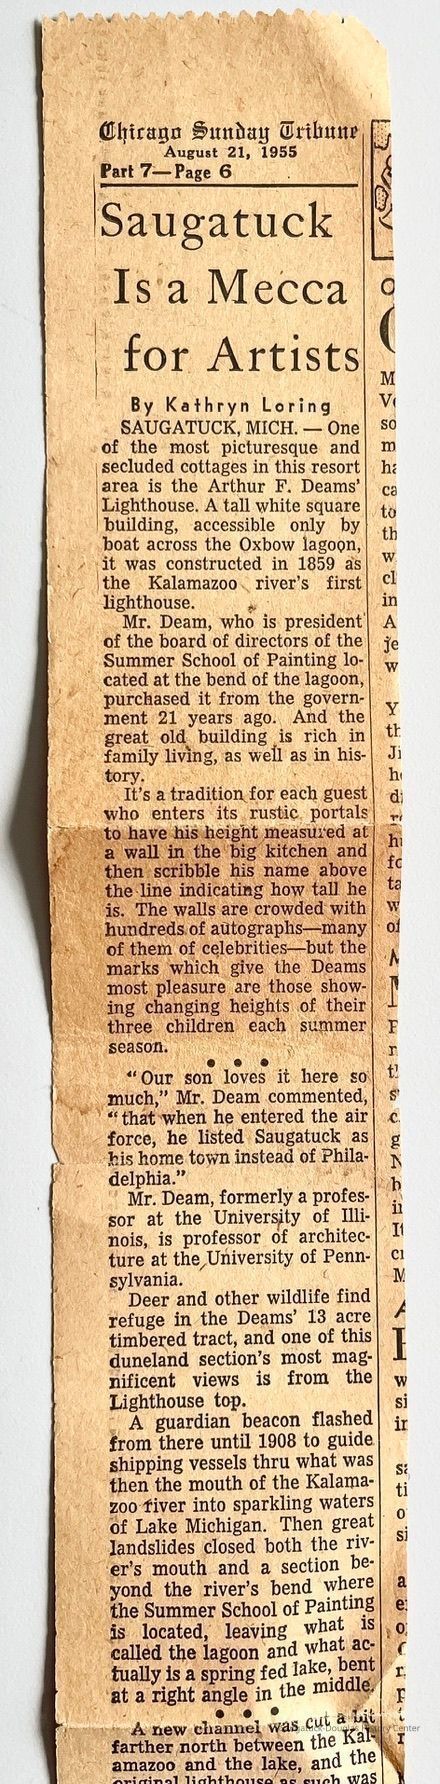 Chicago Sunday Tribune
August 21, 1955
Part 7—Page 6
Saugatuck
Is a Mecca
for Artists
By Kathryn Loring
SAUGATUCK, MICH. — One
of the most picturesque and
secluded cottages in this resort
area is the Arthur F. Deams'
Lighthouse. A tall white square
building, accessible only by
boat across the Oxbow lagoon,
it was constructed in 1859 as
the Kalamazoo river's first
lighthouse.
Mr. Deam, who is president
of the board of directors of the
Summer School of Painting lo-
cated at the bend of the lagoon,
purchased it from the govern-
ment 21 years ago. And the
great old building is rich in
family living, as well as in his-
tory.
It's a tradition for each guest
who enters its rustic portals
to have his height measured at
a wall in the big kitchen and
then scribble his name above
the line indicating how tall he
is. The walls are crowded with
hundreds of autographs—many
of them of celebrities—but the
marks which give the Deams
most pleasure are those show-
ing changing heights of their
three children each summer
season.
• • •
"Our son loves it here so
much," Mr. Deam commented,
"that when he entered the air
force, he listed Saugatuck as
his home town instead of Phila-
delphia."
Mr. Deam, formerly a profes-
sor at the University of Illi-
nois, is professor of architec-
ture at the University of Penn-
sylvania.
Deer and other wildlife find
refuge in the Deams' 13 acre
timbered tract, and one of this
duneland section's most mag-
nificent views is from the
Lighthouse top.
A guardian beacon flashed
from there until 1908 to guide
shipping vessels thru what was
then the mouth of the Kalama-
zoo river into sparkling waters
of Lake Michigan. Then great
landslides closed both the riv-
er's mouth and a section be-
yond the river's bend where
the Summer School of Painting
is located, leaving what is
called the lagoon and what ac-
tually is a spring fed lake, bent
at a right angle in the middle.
• • •
A new channel was cut a bit
farther north between the Kal-
amazoo and the lake, and the
original lighthouse as such was